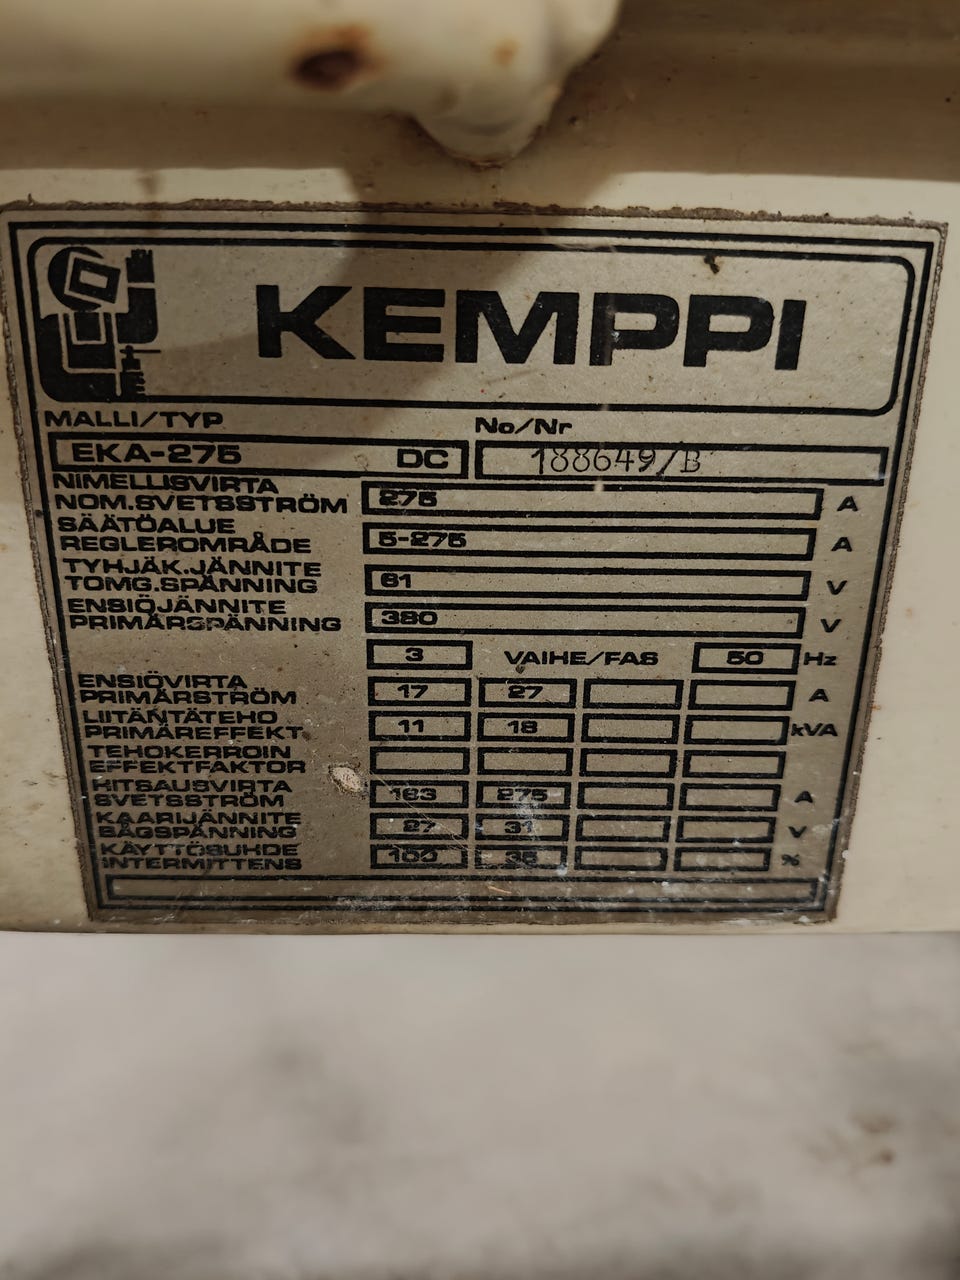 KEMPPI
MALLI/TYP No/Nr
EKA-275 DC 188649/B
NIMELLISVIRTA
NOM.SVETSSTRÖM 275 A
SÄÄTÖALUE
REGLEROMRÅDE 5-275 A
TYHJÄK.JÄNNITE
TOMG.SPÄNNING 61 V
ENSIÖJÄNNITE
PRIMÄRSPÄNNING 380 V
3 VAIHE/FAS 50 Hz
ENSIÖVIRTA
PRIMÄRSTRÖM 17 27 A
LIITÄNTÄTEHO
PRIMÄREFFEKT 11 18 kVA
TEHOKERROIN
EFFEKTFAKTOR
HITSAUSVIRTA
SVETSSTRÖM 163 275 A
KAARIJÄNNITE
BÅGSPÄNNING 27 31 V
KÄYTTÖSUHDE
INTERMITTENS 100 35 %